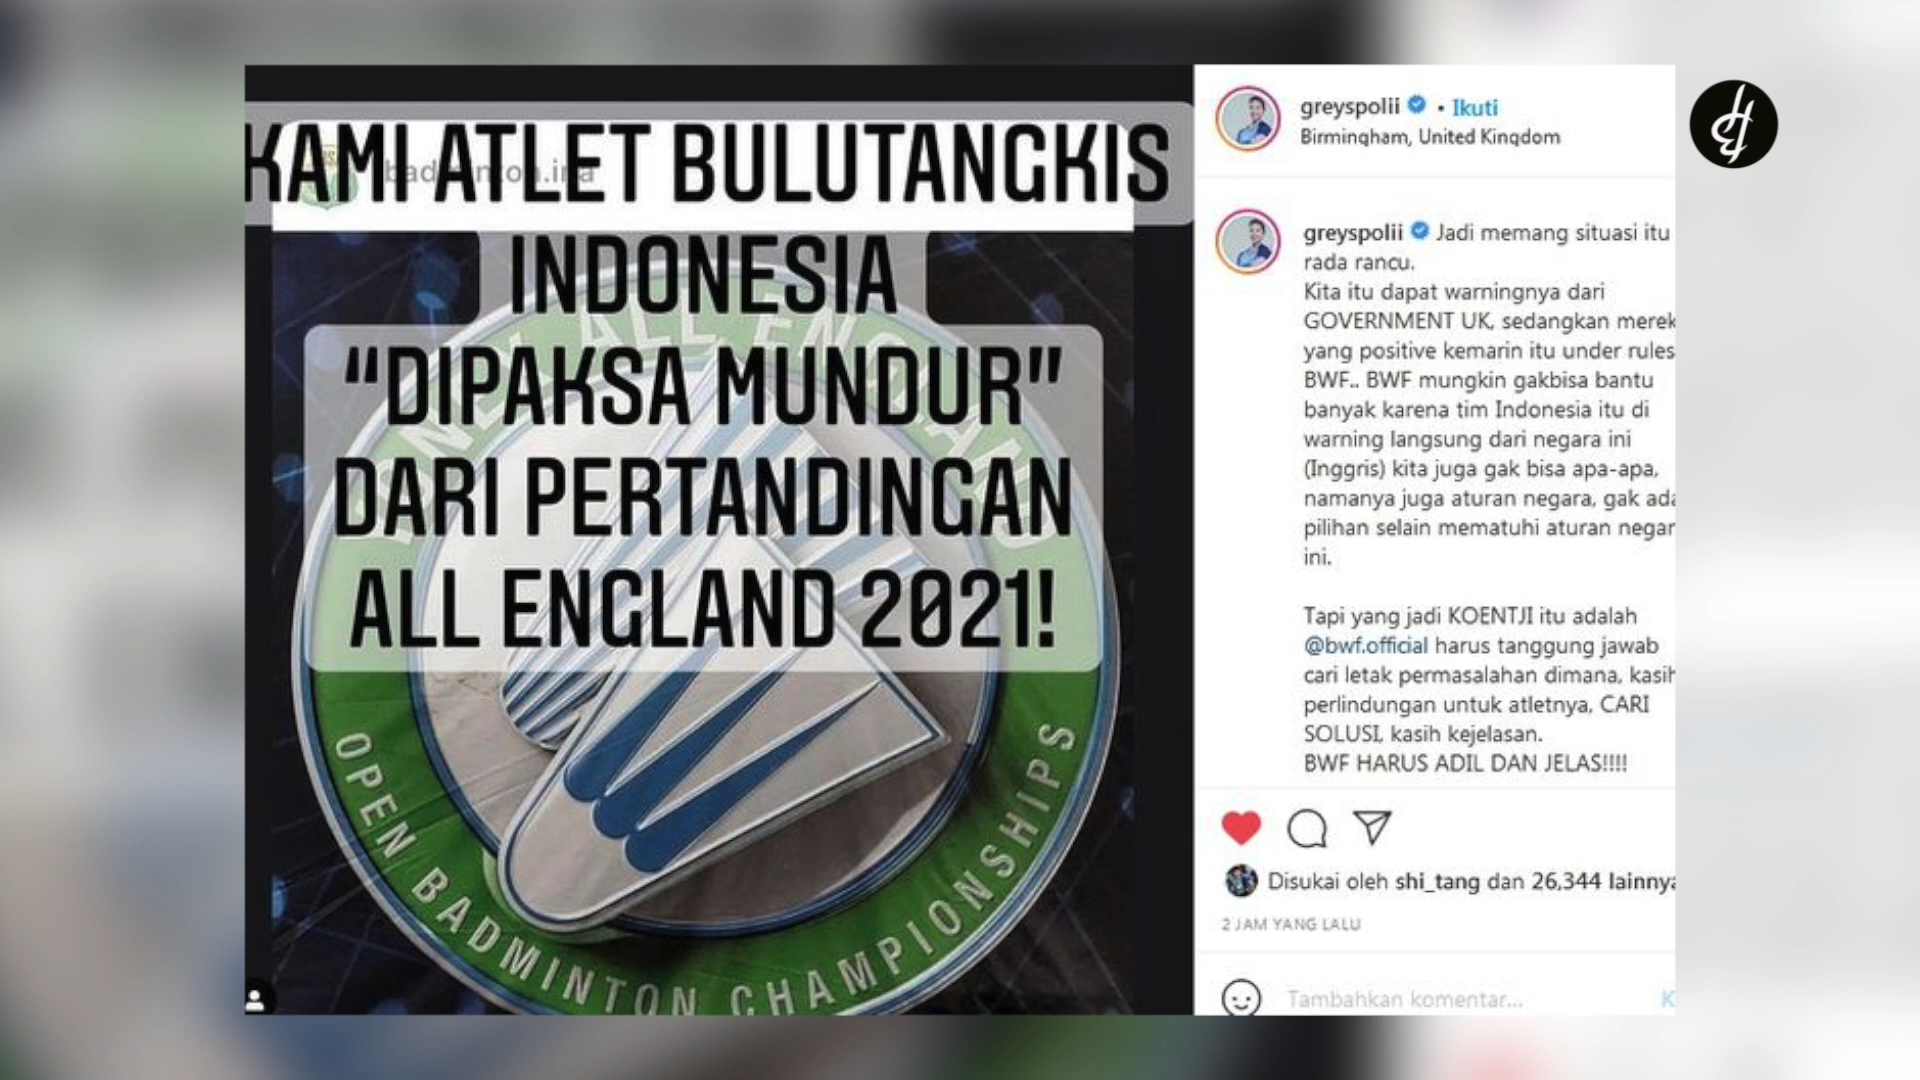 KAMI ATLET BULUTANGKIS
INDONESIA
“DIPAKSA MUNDUR”
DARI PERTANDINGAN
ALL ENGLAND 2021!
badminton.ina
YONEX ALL ENGLAND
OPEN BADMINTON CHAMPIONSHIPS
greyspolii • Ikuti
Birmingham, United Kingdom
greyspolii Jadi memang situasi itu
rada rancu.
Kita itu dapat warningnya dari
GOVERNMENT UK, sedangkan merek
yang positive kemarin itu under rules
BWF.. BWF mungkin gakbisa bantu
banyak karena tim Indonesia itu di
warning langsung dari negara ini
(Inggris) kita juga gak bisa apa-apa,
namanya juga aturan negara, gak ada
pilihan selain mematuhi aturan negar
ini.
Tapi yang jadi KOENTJI itu adalah
@bwf.official harus tanggung jawab
cari letak permasalahan dimana, kasih
perlindungan untuk atletnya, CARI
SOLUSI, kasih kejelasan.
BWF HARUS ADIL DAN JELAS!!!!
Disukai oleh shi_tang dan 26,344 lainnya
2 JAM YANG LALU
Tambahkan komentar... K